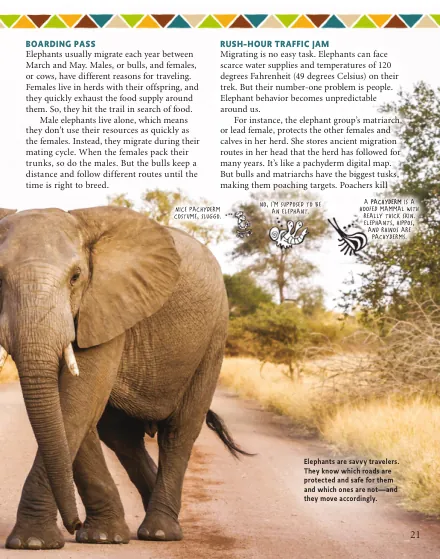 BOARDING PASS
Elephants usually migrate each year between
March and May. Males, or bulls, and females,
or cows, have different reasons for traveling.
Females live in herds with their offspring, and
they quickly exhaust the food supply around
them. So, they hit the trail in search of food.
Male elephants live alone, which means
they don't use their resources as quickly as
the females. Instead, they migrate during their
mating cycle. When the females pack their
trunks, so do the males. But the bulls keep a
distance and follow different routes until the
time is right to breed.
RUSH-HOUR TRAFFIC JAM
Migrating is no easy task. Elephants can face
scarce water supplies and temperatures of 120
degrees Fahrenheit (49 degrees Celsius) on their
trek. But their number-one problem is people.
Elephant behavior becomes unpredictable
around us.
For instance, the elephant group's matriarch,
or lead female, protects the other females and
calves in her herd. She stores ancient migration
routes in her head that the herd has followed for
many years. It's like a pachyderm digital map.
But bulls and matriarchs have the biggest tusks,
making them poaching targets. Poachers kill
NICE PACHYDERM
COSTUME, SLUGGO.
NO, I'M SUPPOSED TO BE
AN ELEPHANT.
A PACHYDERM IS A
HOOFED MAMMAL WITH
REALLY THICK SKIN.
ELEPHANTS, HIPPOS,
AND RHINOS ARE
PACHYDERMS.
Elephants are savvy travelers.
They know which roads are
protected and safe for them
and which ones are not—and
they move accordingly.
21